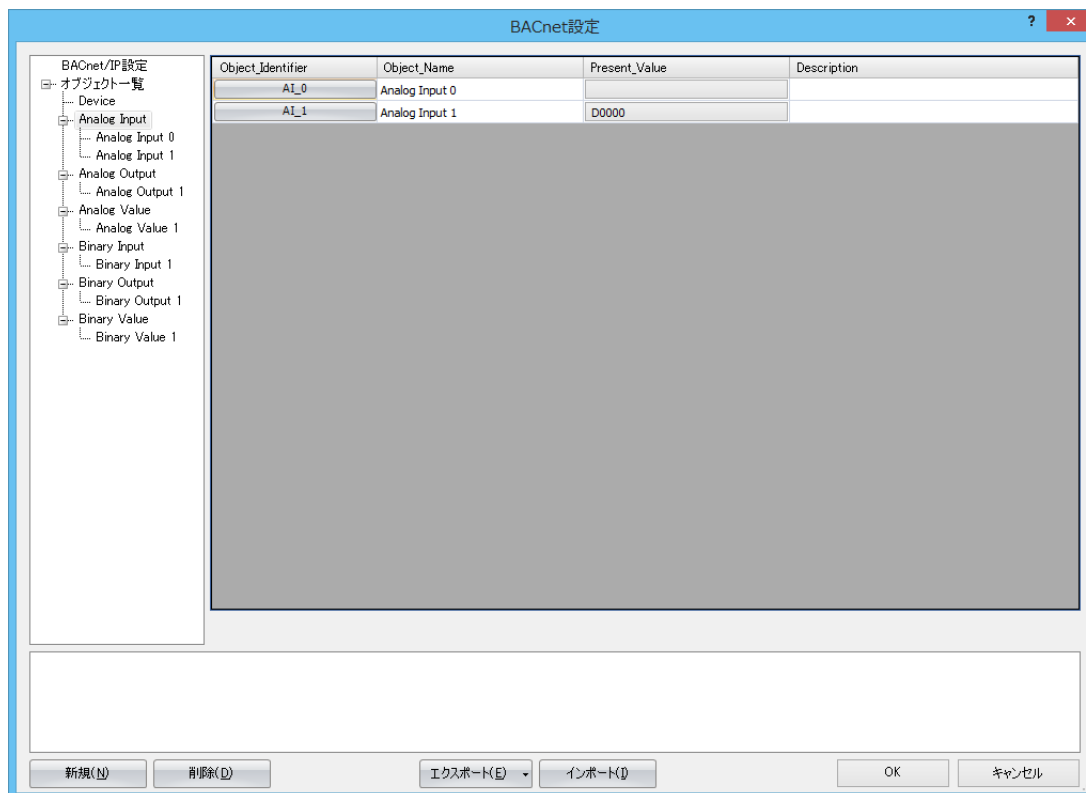 BACnet設定
? ×
BACnet/IP設定
オブジェクト一覧
Device
Analog Input
Analog Input 0
Analog Input 1
Analog Output
Analog Output 1
Analog Value
Analog Value 1
Binary Input
Binary Input 1
Binary Output
Binary Output 1
Binary Value
Binary Value 1
Object_Identifier Object_Name Present_Value Description
AI_0 Analog Input 0
AI_1 Analog Input 1 D0000
新規(N) 削除(D) エクスポート(E) インポート(I) OK キャンセル